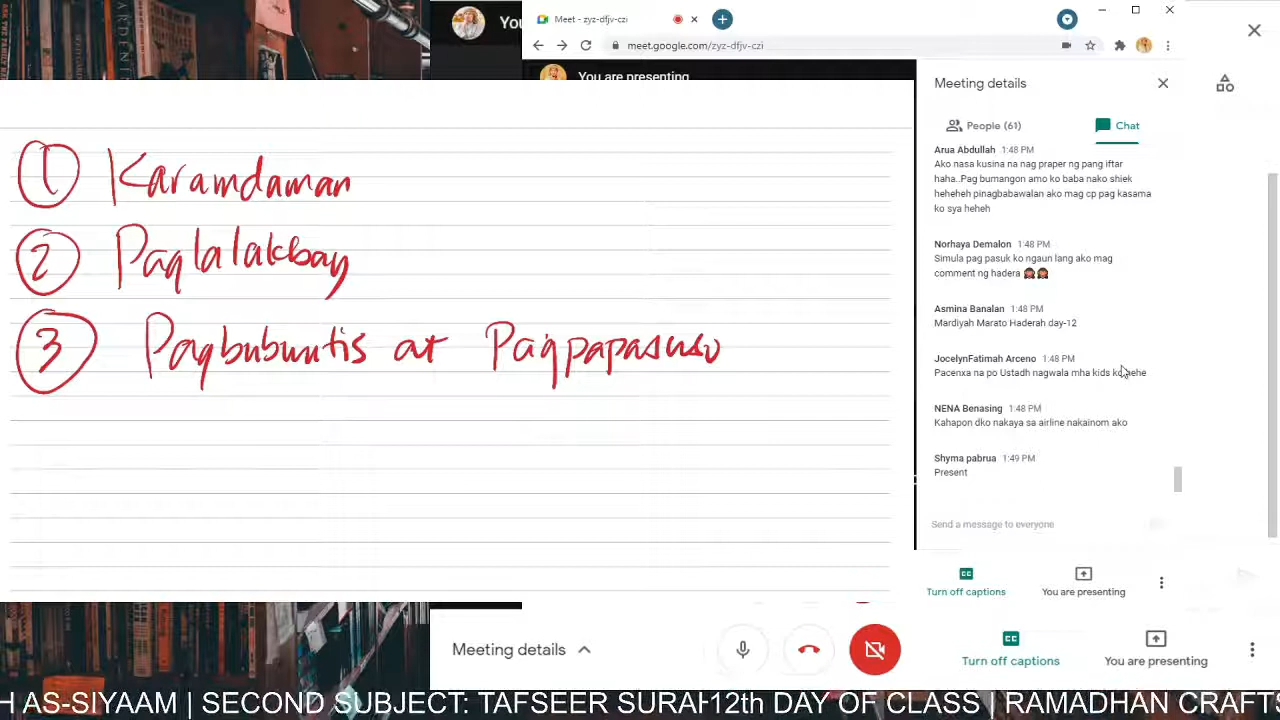 You
Meet - zyz-dfjv-czi
meet.google.com/zyz-dfjv-czi
You are presenting
Meeting details
People (61)
Chat
① Karamdaman
② Paglalakbay
③ Pagbubuntis at Pagpapasuso
Arua Abdullah 1:48 PM
Ako nasa kusina na nag praper ng pang iftar
haha..Pag bumangon amo ko baba nako shiek
heheheh pinagbabawalan ako mag cp pag kasama
ko sya heheh
Norhaya Demalon 1:48 PM
Simula pag pasuk ko ngaun lang ako mag
comment ng hadera
Asmina Banalan 1:48 PM
Mardiyah Marato Haderah day-12
JocelynFatimah Arceno 1:48 PM
Pacenxa na po Ustadh nagwala mha kids ko hehe
NENA Benasing 1:48 PM
Kahapon dko nakaya sa airline nakainom ako
Shyma pabrua 1:49 PM
Present
Send a message to everyone
Turn off captions
You are presenting
Meeting details
Turn off captions
You are presenting
H AS-SIYAAM | SECOND SUBJECT: TAFSEER SURAH 12th DAY OF CLASS | RAMADHAN CRAFTS